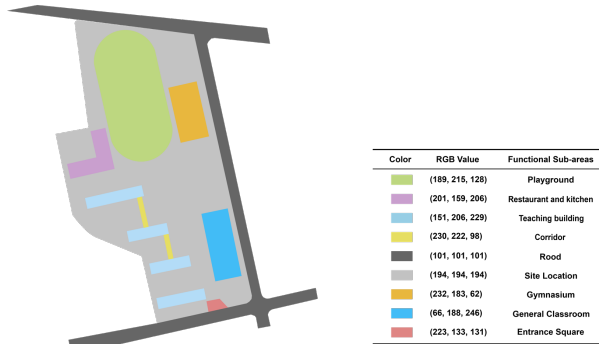 Color RGB Value Functional Sub-areas
(189, 215, 128) Playground
(201, 159, 206) Restaurant and kitchen
(151, 206, 229) Teaching building
(230, 222, 98) Corridor
(101, 101, 101) Rood
(194, 194, 194) Site Location
(232, 183, 62) Gymnasium
(66, 188, 246) General Classroom
(223, 133, 131) Entrance Square